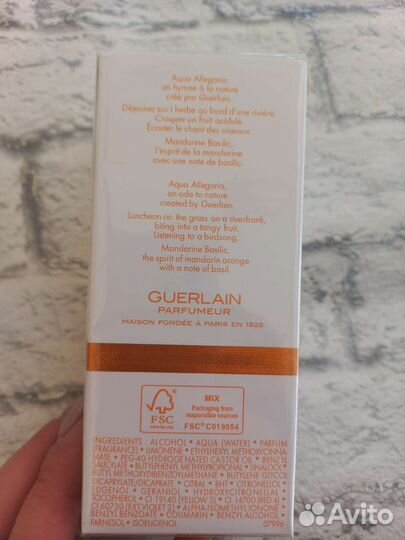 Aqua Allegoria,
un hymne à la nature
créé par Guerlain.
Déjeuner sur l'herbe au bord d'une rivière.
Croquer un fruit acidulé.
Écouter le chant des oiseaux.
Mandarine Basilic,
l'esprit de la mandarine
avec une note de basilic.
Aqua Allegoria,
an ode to nature
created by Guerlain.
Luncheon on the grass on a riverbank,
biting into a tangy fruit.
Listening to a birdsong.
Mandarine Basilic,
the spirit of mandarin orange
with a note of basil.
GUERLAIN
PARFUMEUR
MAISON FONDÉE À PARIS EN 1828
FSC
www.fsc.org
MIX
Packaging from
responsible sources
FSC® C019054
INGREDIENTS : ALCOHOL • AQUA (WATER) • PARFUM
(FRAGRANCE) • LIMONENE • ETHYLHEXYL METHOXYCINNA
MATE • PEG-40 HYDROGENATED CASTOR OIL • BENZYL
SALICYLATE • BUTYLPHENYL METHYLPROPIONAL • LINALOOL •
BUTYL METHOXYDIBENZOYLMETHANE • BUTYLENE GLYCOL
DICAPRYLATE/DICAPRATE • CITRAL • BHT • CITRONELLOL •
EUGENOL • GERANIOL • HYDROXYCITRONELLAL •
TOCOPHEROL • CI 19140 (YELLOW 5) • CI 14700 (RED 4) •
CI 60730 (EXT.VIOLET 2) • ALPHA-ISOMETHYL IONONE •
BENZYL BENZOATE • COUMARIN • BENZYL ALCOHOL •
FARNESOL • ISOEUGENOL 07996
Avito